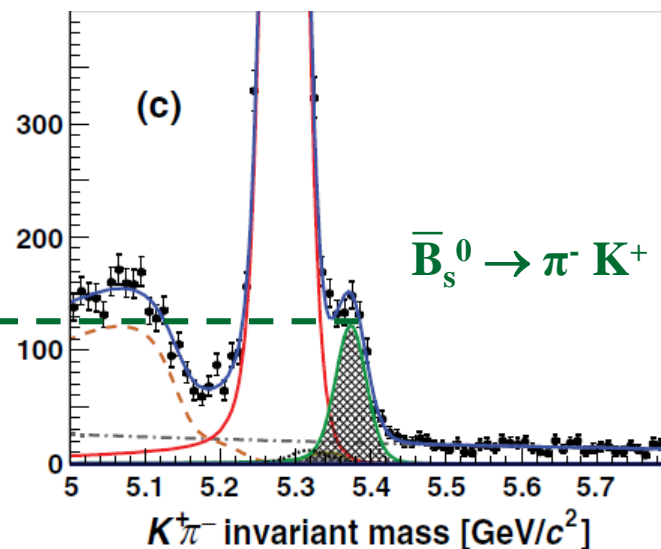 (c)
300
200
100
0
B̅ₛ⁰ → π⁻ K⁺
5 5.1 5.2 5.3 5.4 5.5 5.6 5.7
K⁺π⁻ invariant mass [GeV/c²]